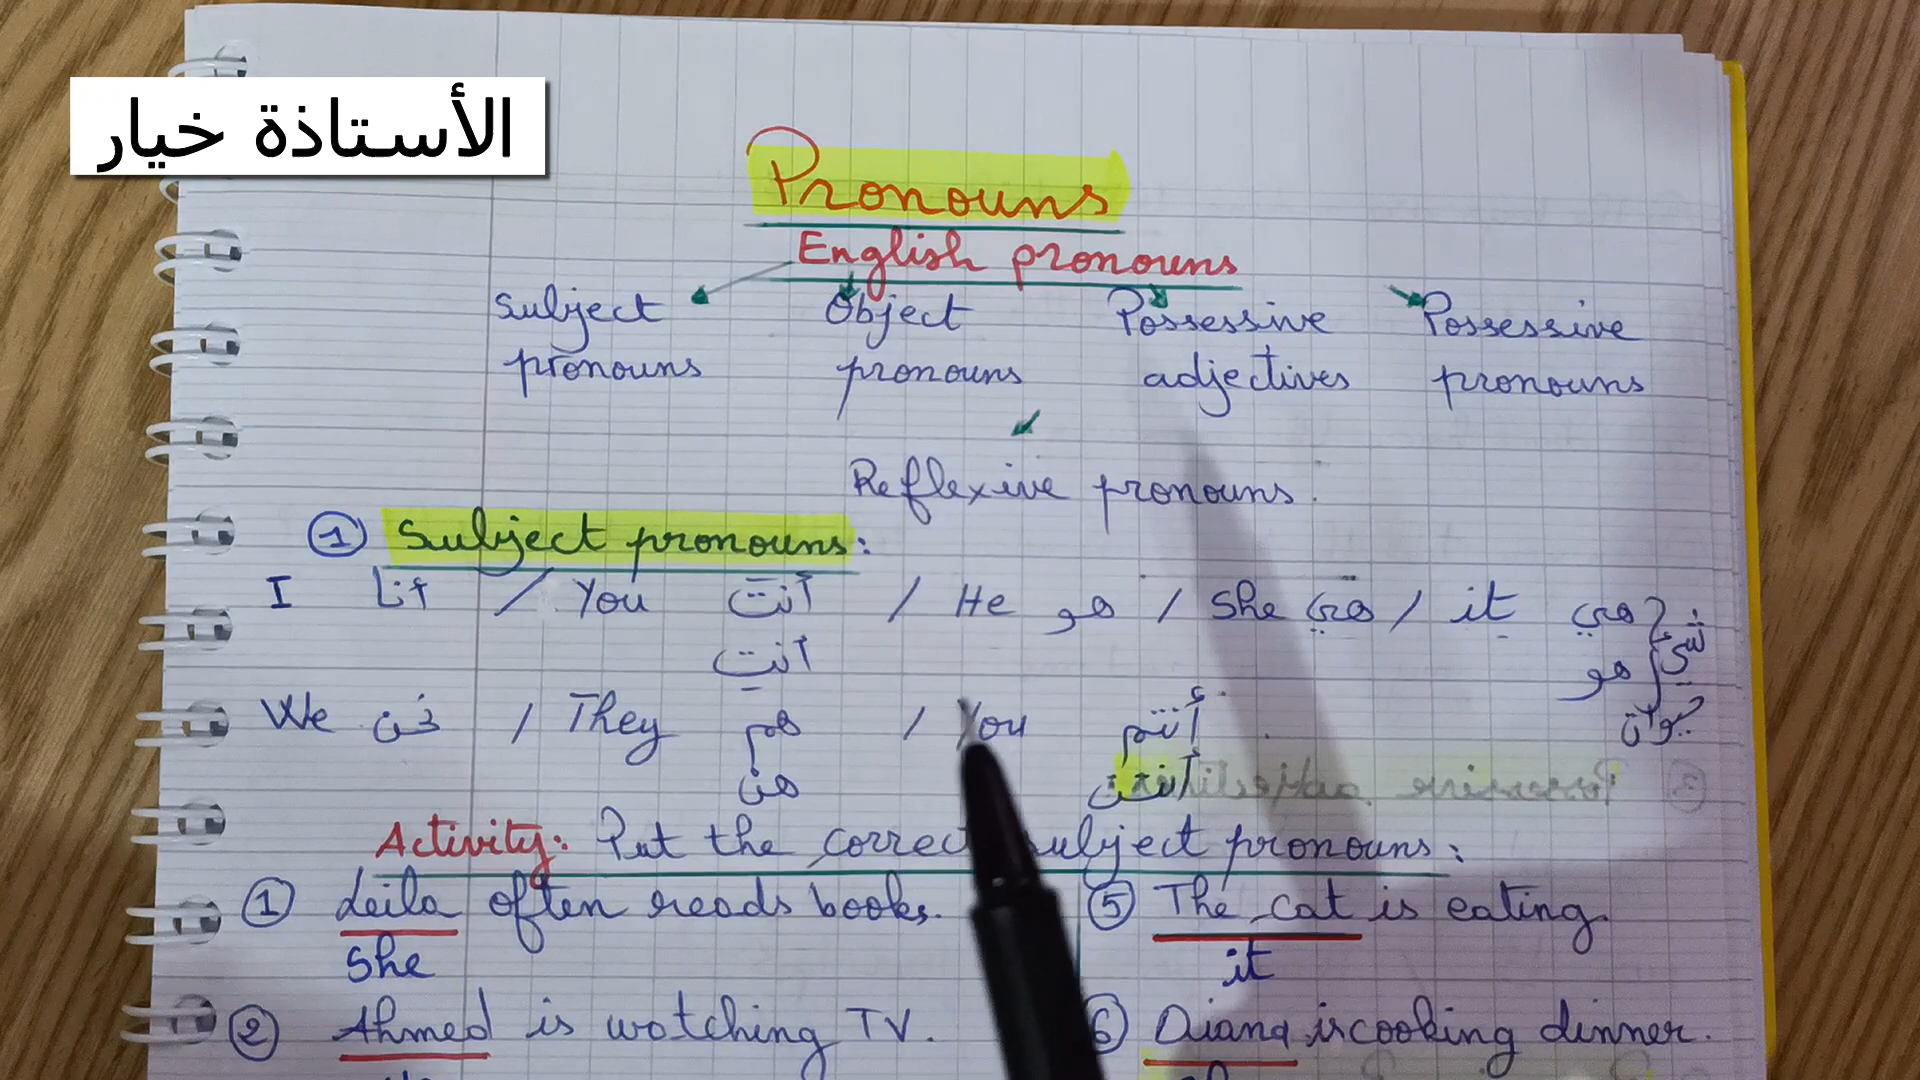 الأستاذة خيار
Pronouns
English pronouns
Subject pronouns
Object pronouns
Possessive adjectives
Possessive pronouns
Reflexive pronouns.
① Subject pronouns:
I أنا / You أنتَ / He هو / She هي / it هي شيء
أنتِ هو
We نحن / They هم / You أنتم حيوان
هن أنتن
Activity: Put the correct subject pronouns:
① Leila often reads books.
She
② Ahmed is watching TV.
⑤ The cat is eating.
it
⑥ Diana is cooking dinner.